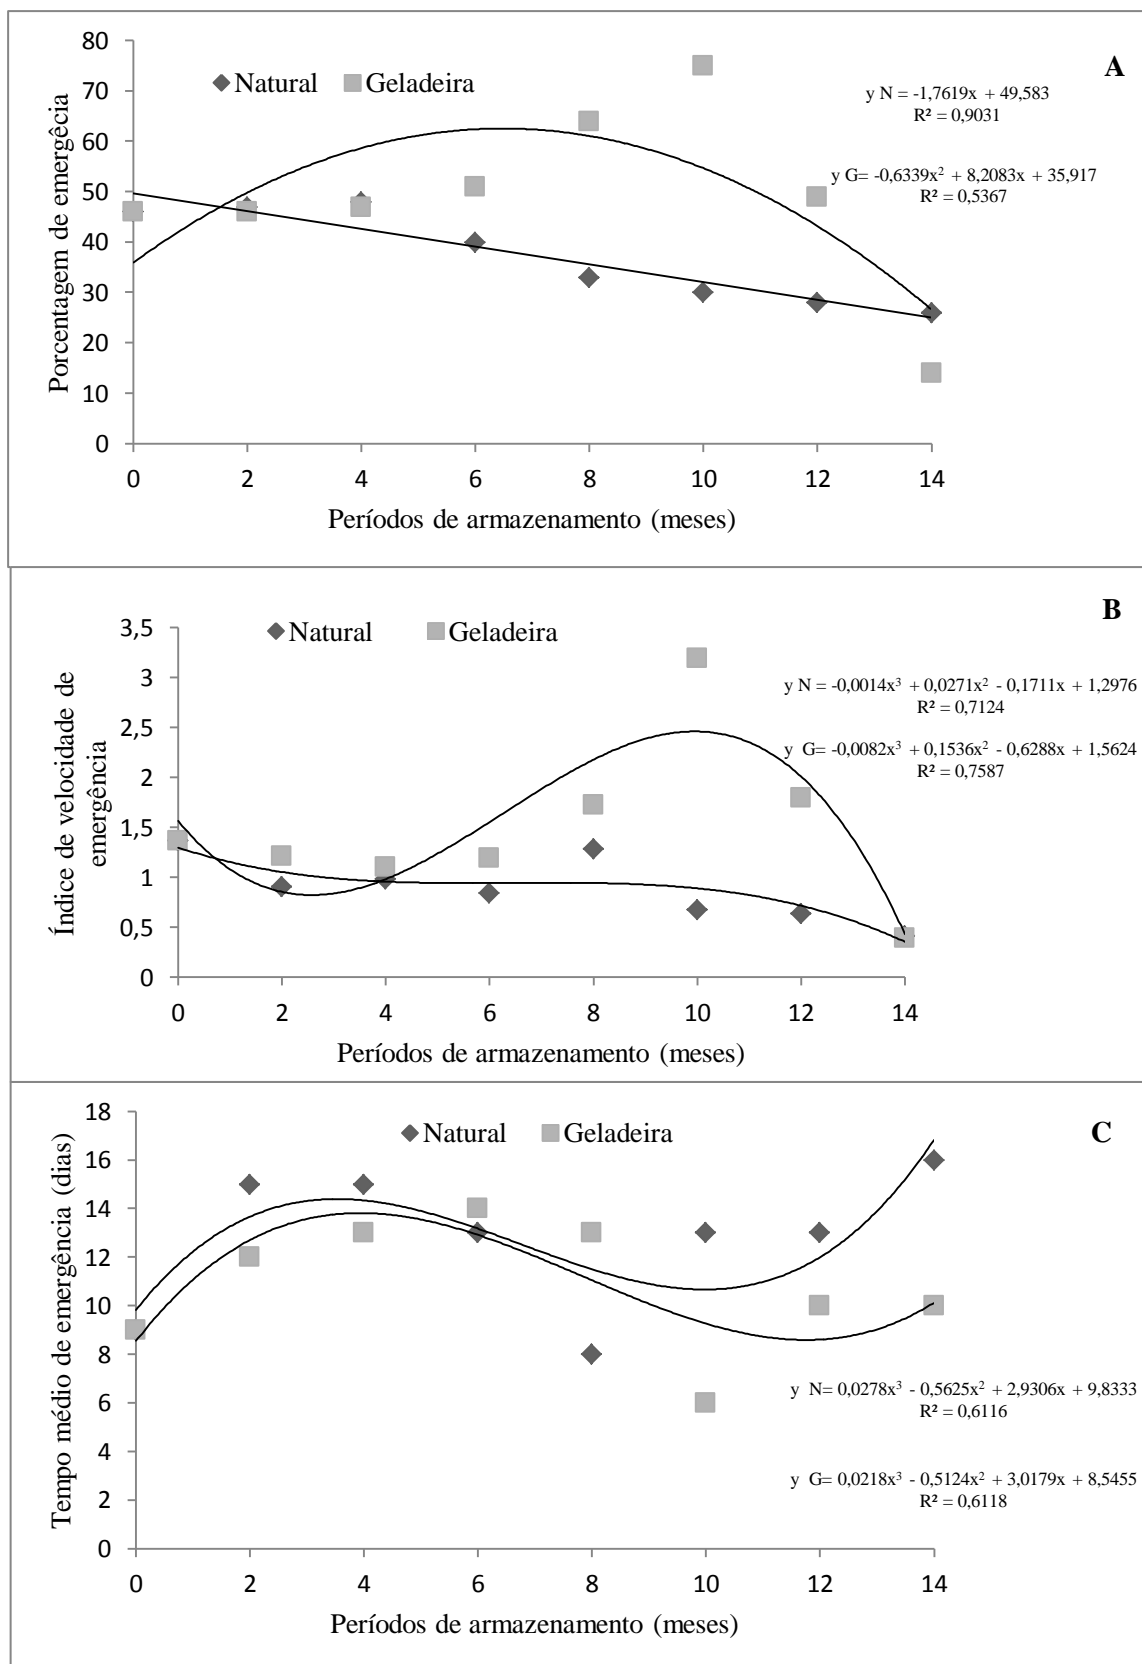 A
Natural
Geladeira
y N = -1,7619x + 49,583
R² = 0,9031
y G= -0,6339x² + 8,2083x + 35,917
R² = 0,5367
Porcentagem de emergêcia
80
70
60
50
40
30
20
10
0
0 2 4 6 8 10 12 14
Períodos de armazenamento (meses)
B
Natural
Geladeira
y N = -0,0014x³ + 0,0271x² - 0,1711x + 1,2976
R² = 0,7124
y G= -0,0082x³ + 0,1536x² - 0,6288x + 1,5624
R² = 0,7587
Índice de velocidade de
emergência
3,5
3
2,5
2
1,5
1
0,5
0
0 2 4 6 8 10 12 14
Períodos de armazenamento (meses)
C
Natural
Geladeira
Tempo médio de emergência (dias)
18
16
14
12
10
8
6
4
2
0
y N= 0,0278x³ - 0,5625x² + 2,9306x + 9,8333
R² = 0,6116
y G= 0,0218x³ - 0,5124x² + 3,0179x + 8,5455
R² = 0,6118
0 2 4 6 8 10 12 14
Períodos de armazenamento (meses)